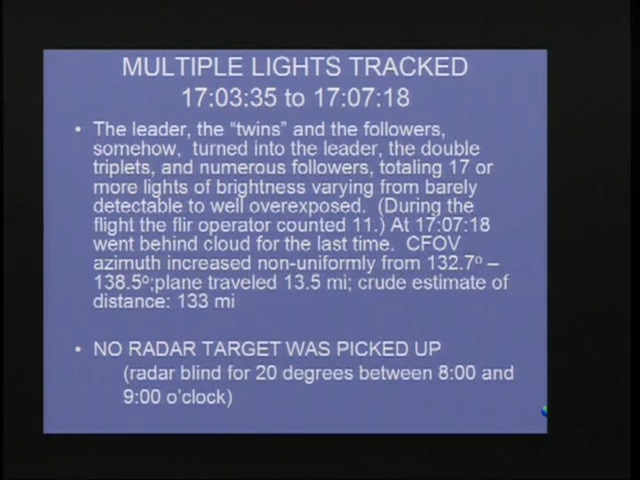 MULTIPLE LIGHTS TRACKED
17:03:35 to 17:07:18
• The leader, the “twins” and the followers,
somehow, turned into the leader, the double
triplets, and numerous followers, totaling 17 or
more lights of brightness varying from barely
detectable to well overexposed. (During the
flight the flir operator counted 11.) At 17:07:18
went behind cloud for the last time. CFOV
azimuth increased non-uniformly from 132.7º –
138.5º;plane traveled 13.5 mi; crude estimate of
distance: 133 mi
• NO RADAR TARGET WAS PICKED UP
(radar blind for 20 degrees between 8:00 and
9:00 o’clock)